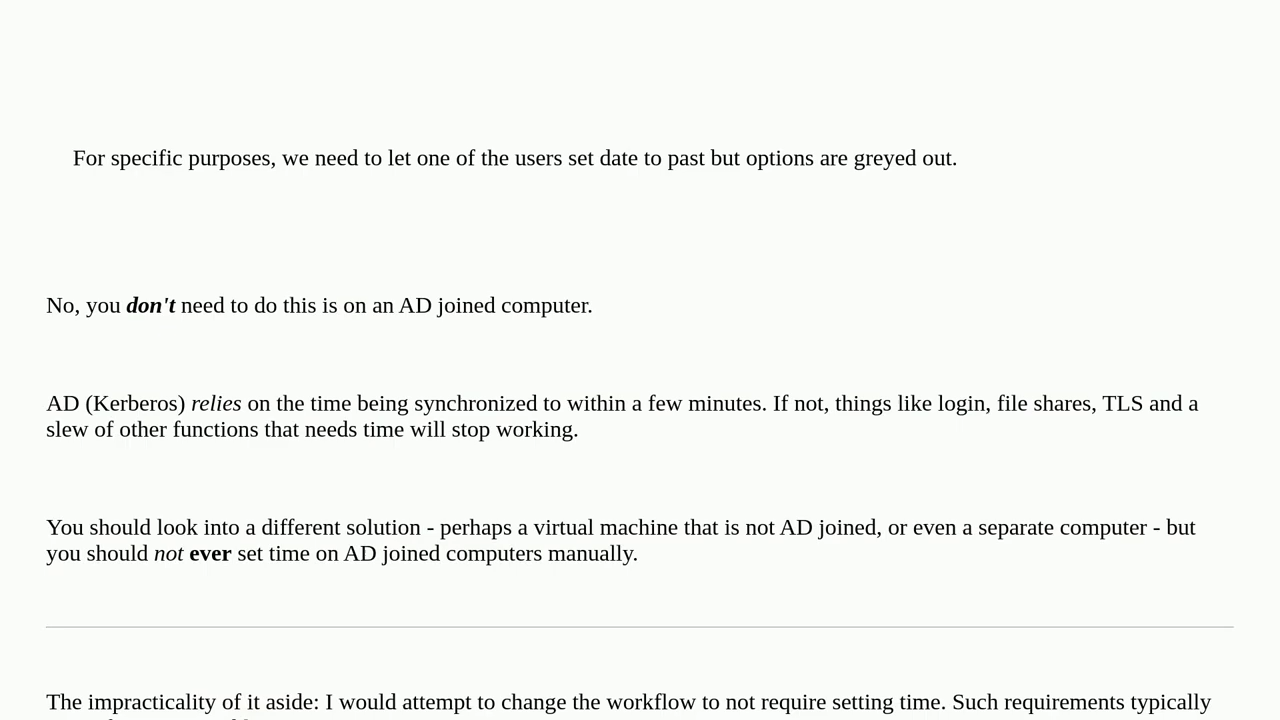 For specific purposes, we need to let one of the users set date to past but options are greyed out.
No, you don't need to do this is on an AD joined computer.
AD (Kerberos) relies on the time being synchronized to within a few minutes. If not, things like login, file shares, TLS and a
slew of other functions that needs time will stop working.
You should look into a different solution - perhaps a virtual machine that is not AD joined, or even a separate computer - but
you should not ever set time on AD joined computers manually.
The impracticality of it aside: I would attempt to change the workflow to not require setting time. Such requirements typically